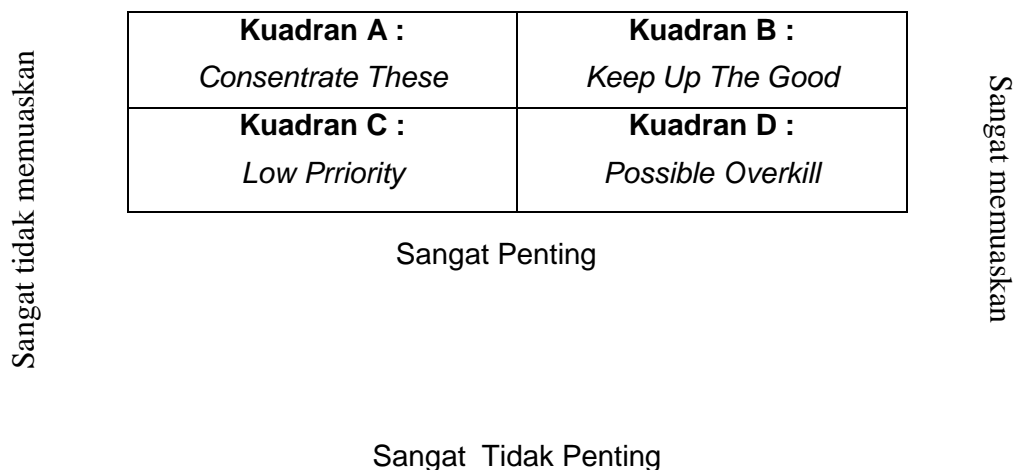 Kuadran A :
Consentrate These
Kuadran B :
Keep Up The Good
Kuadran C :
Low Prriority
Kuadran D :
Possible Overkill
Sangat tidak memuaskan
Sangat memuaskan
Sangat Penting
Sangat Tidak Penting